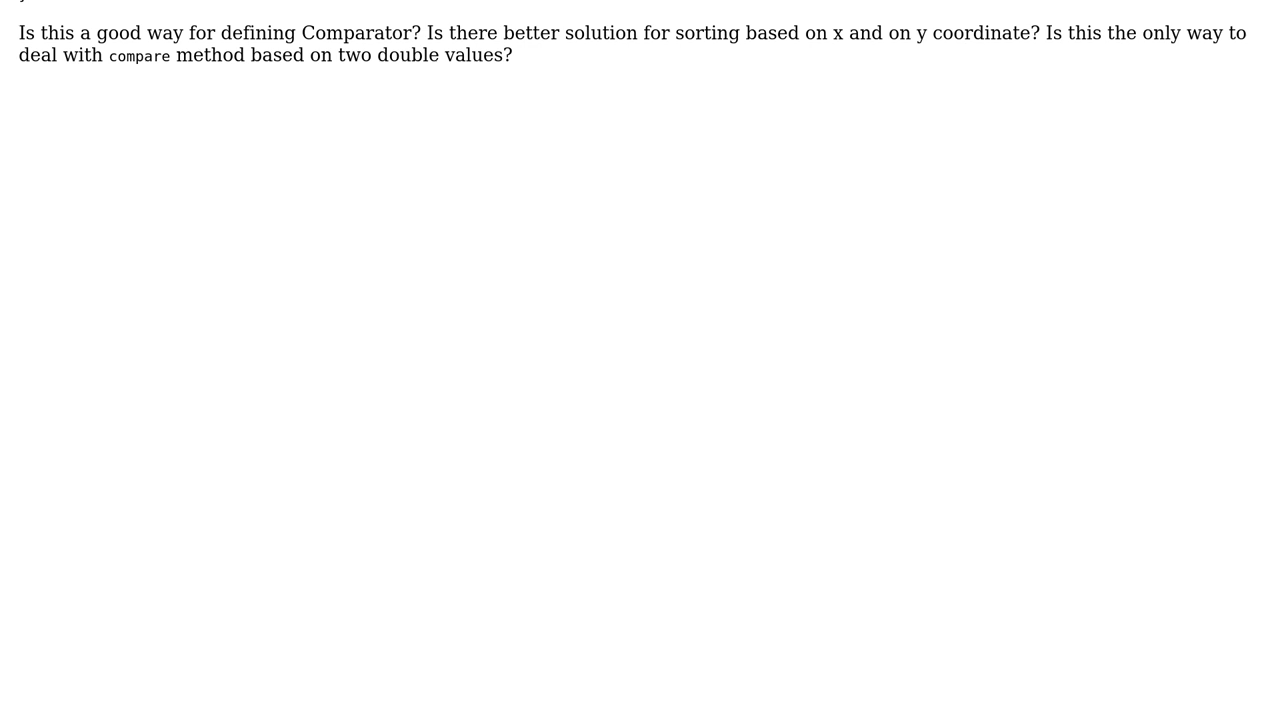 Is this a good way for defining Comparator? Is there better solution for sorting based on x and on y coordinate? Is this the only way to
deal with compare method based on two double values?